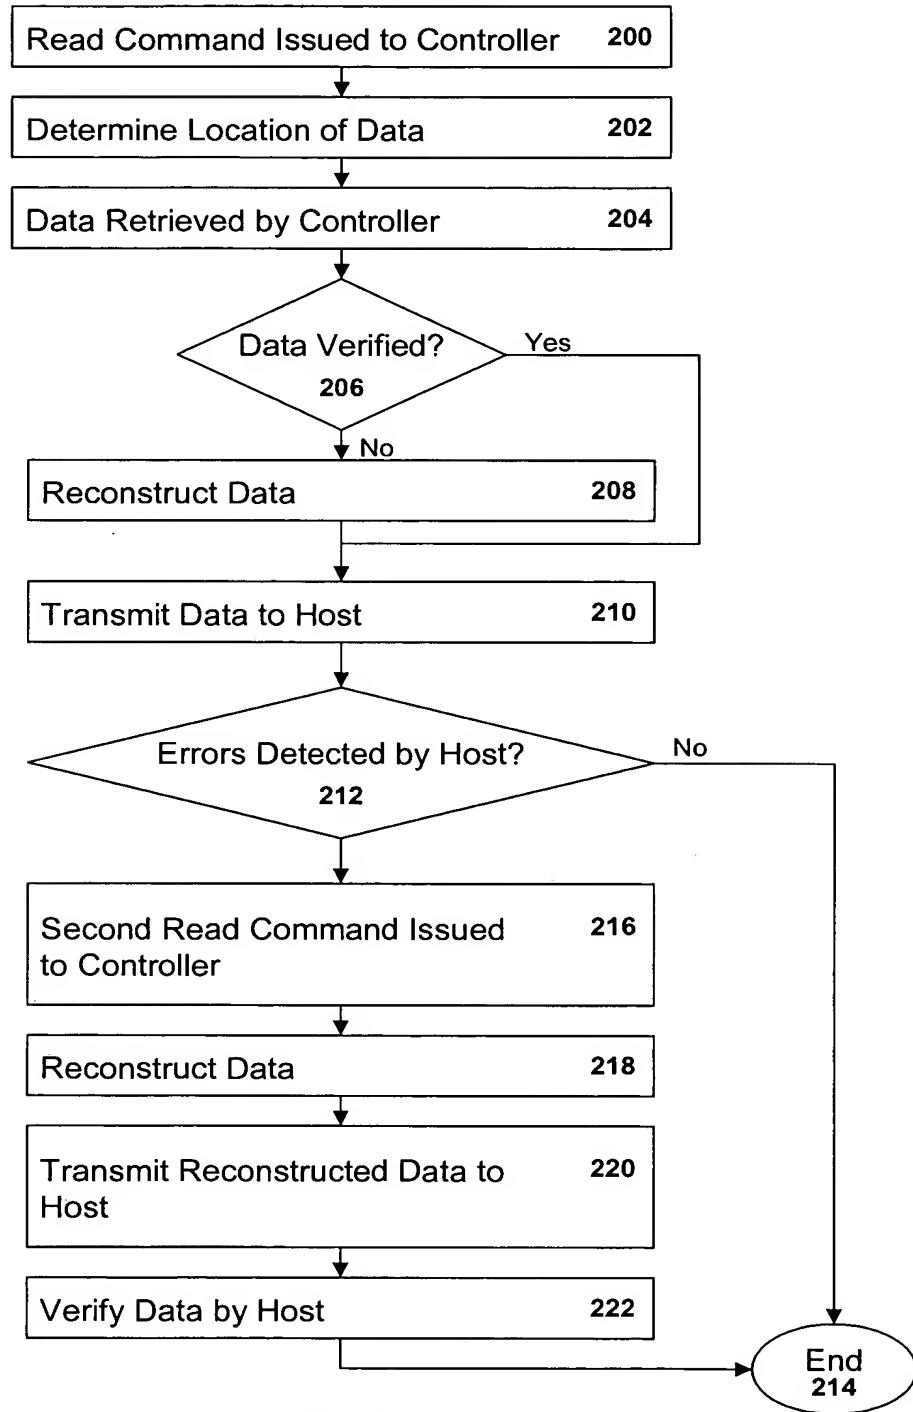 Read Command Issued to Controller 200
Determine Location of Data 202
Data Retrieved by Controller 204
Data Verified?
206
Yes
No
Reconstruct Data 208
Transmit Data to Host 210
Errors Detected by Host?
212
No
Second Read Command Issued 216
to Controller
Reconstruct Data 218
Transmit Reconstructed Data to 220
Host
Verify Data by Host 222
End
214